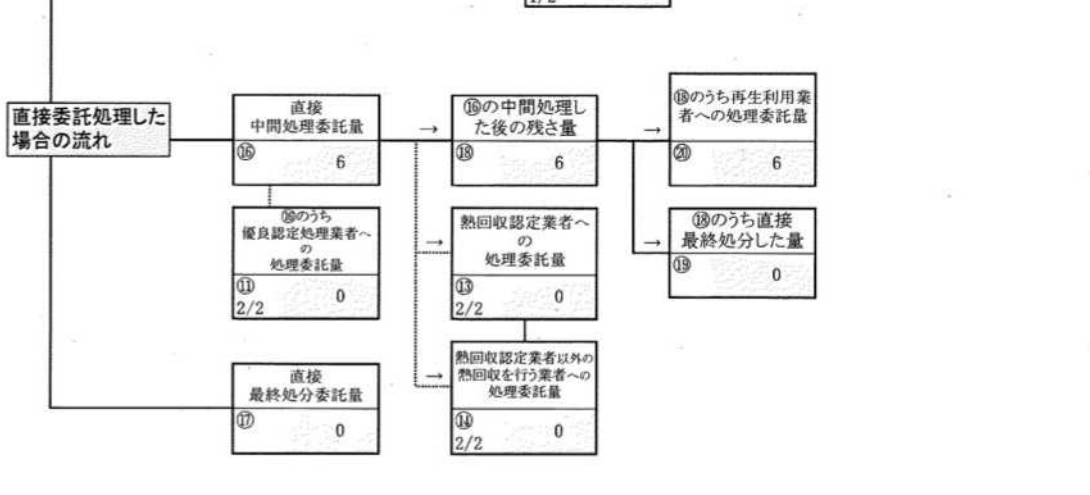 1/2
直接委託処理した
場合の流れ
直接
中間処理委託量
⑯
6
→
⑯の中間処理し
た後の残さ量
⑱
6
→
⑱のうち再生利用業
者への処理委託量
⑳
6
⑯のうち
優良認定処理業者へ
の
処理委託量
⑪
2/2
0
→
熱回収認定業者へ
の
処理委託量
⑬
2/2
0
→
⑱のうち直接
最終処分した量
⑲
0
直接
最終処分委託量
⑰
0
→
熱回収認定業者以外の
熱回収を行う業者への
処理委託量
⑭
2/2
0